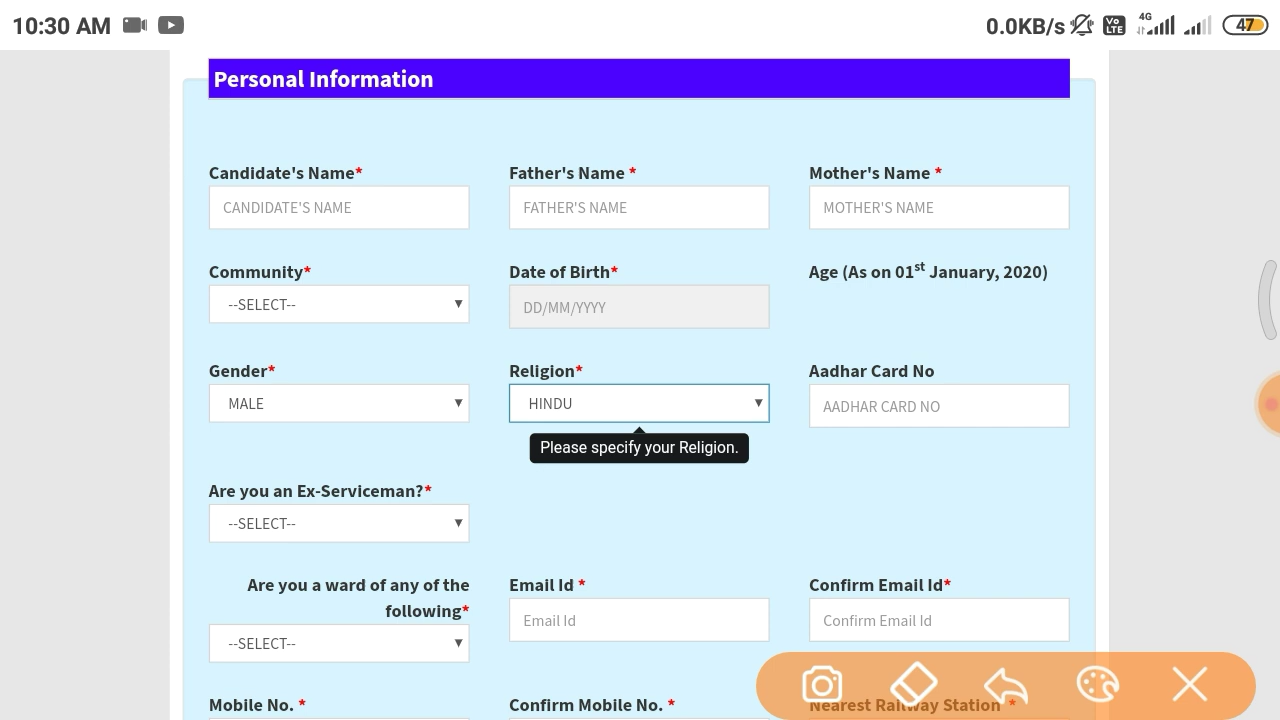 10:30 AM
0.0KB/s Vo LTE 4G 47
Personal Information
Candidate's Name* Father's Name * Mother's Name *
CANDIDATE'S NAME FATHER'S NAME MOTHER'S NAME
Community* Date of Birth* Age (As on 01st January, 2020)
--SELECT-- DD/MM/YYYY
Gender* Religion* Aadhar Card No
MALE HINDU AADHAR CARD NO
Please specify your Religion.
Are you an Ex-Serviceman?*
--SELECT--
Are you a ward of any of the
following*
Email Id * Confirm Email Id*
--SELECT-- Email Id Confirm Email Id
Mobile No. * Confirm Mobile No. * Nearest Railway Station *